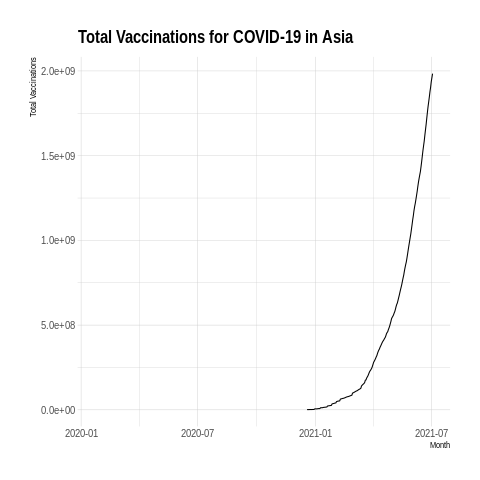 Total Vaccinations for COVID-19 in Asia
Total Vaccinations
2.0e+09
1.5e+09
1.0e+09
5.0e+08
0.0e+00
2020-01 2020-07 2021-01 2021-07
Month